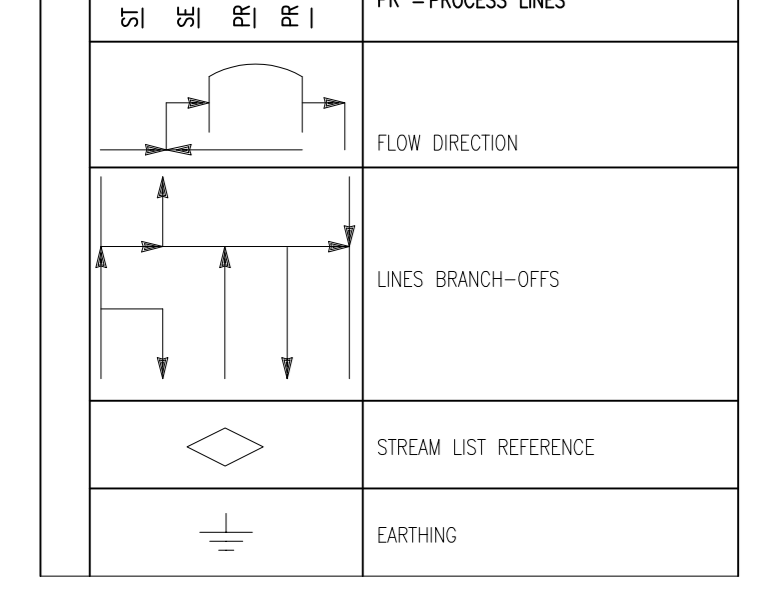 ST
SE
PR
PR
PR = PROCESS LINES
FLOW DIRECTION
LINES BRANCH-OFFS
STREAM LIST REFERENCE
EARTHING